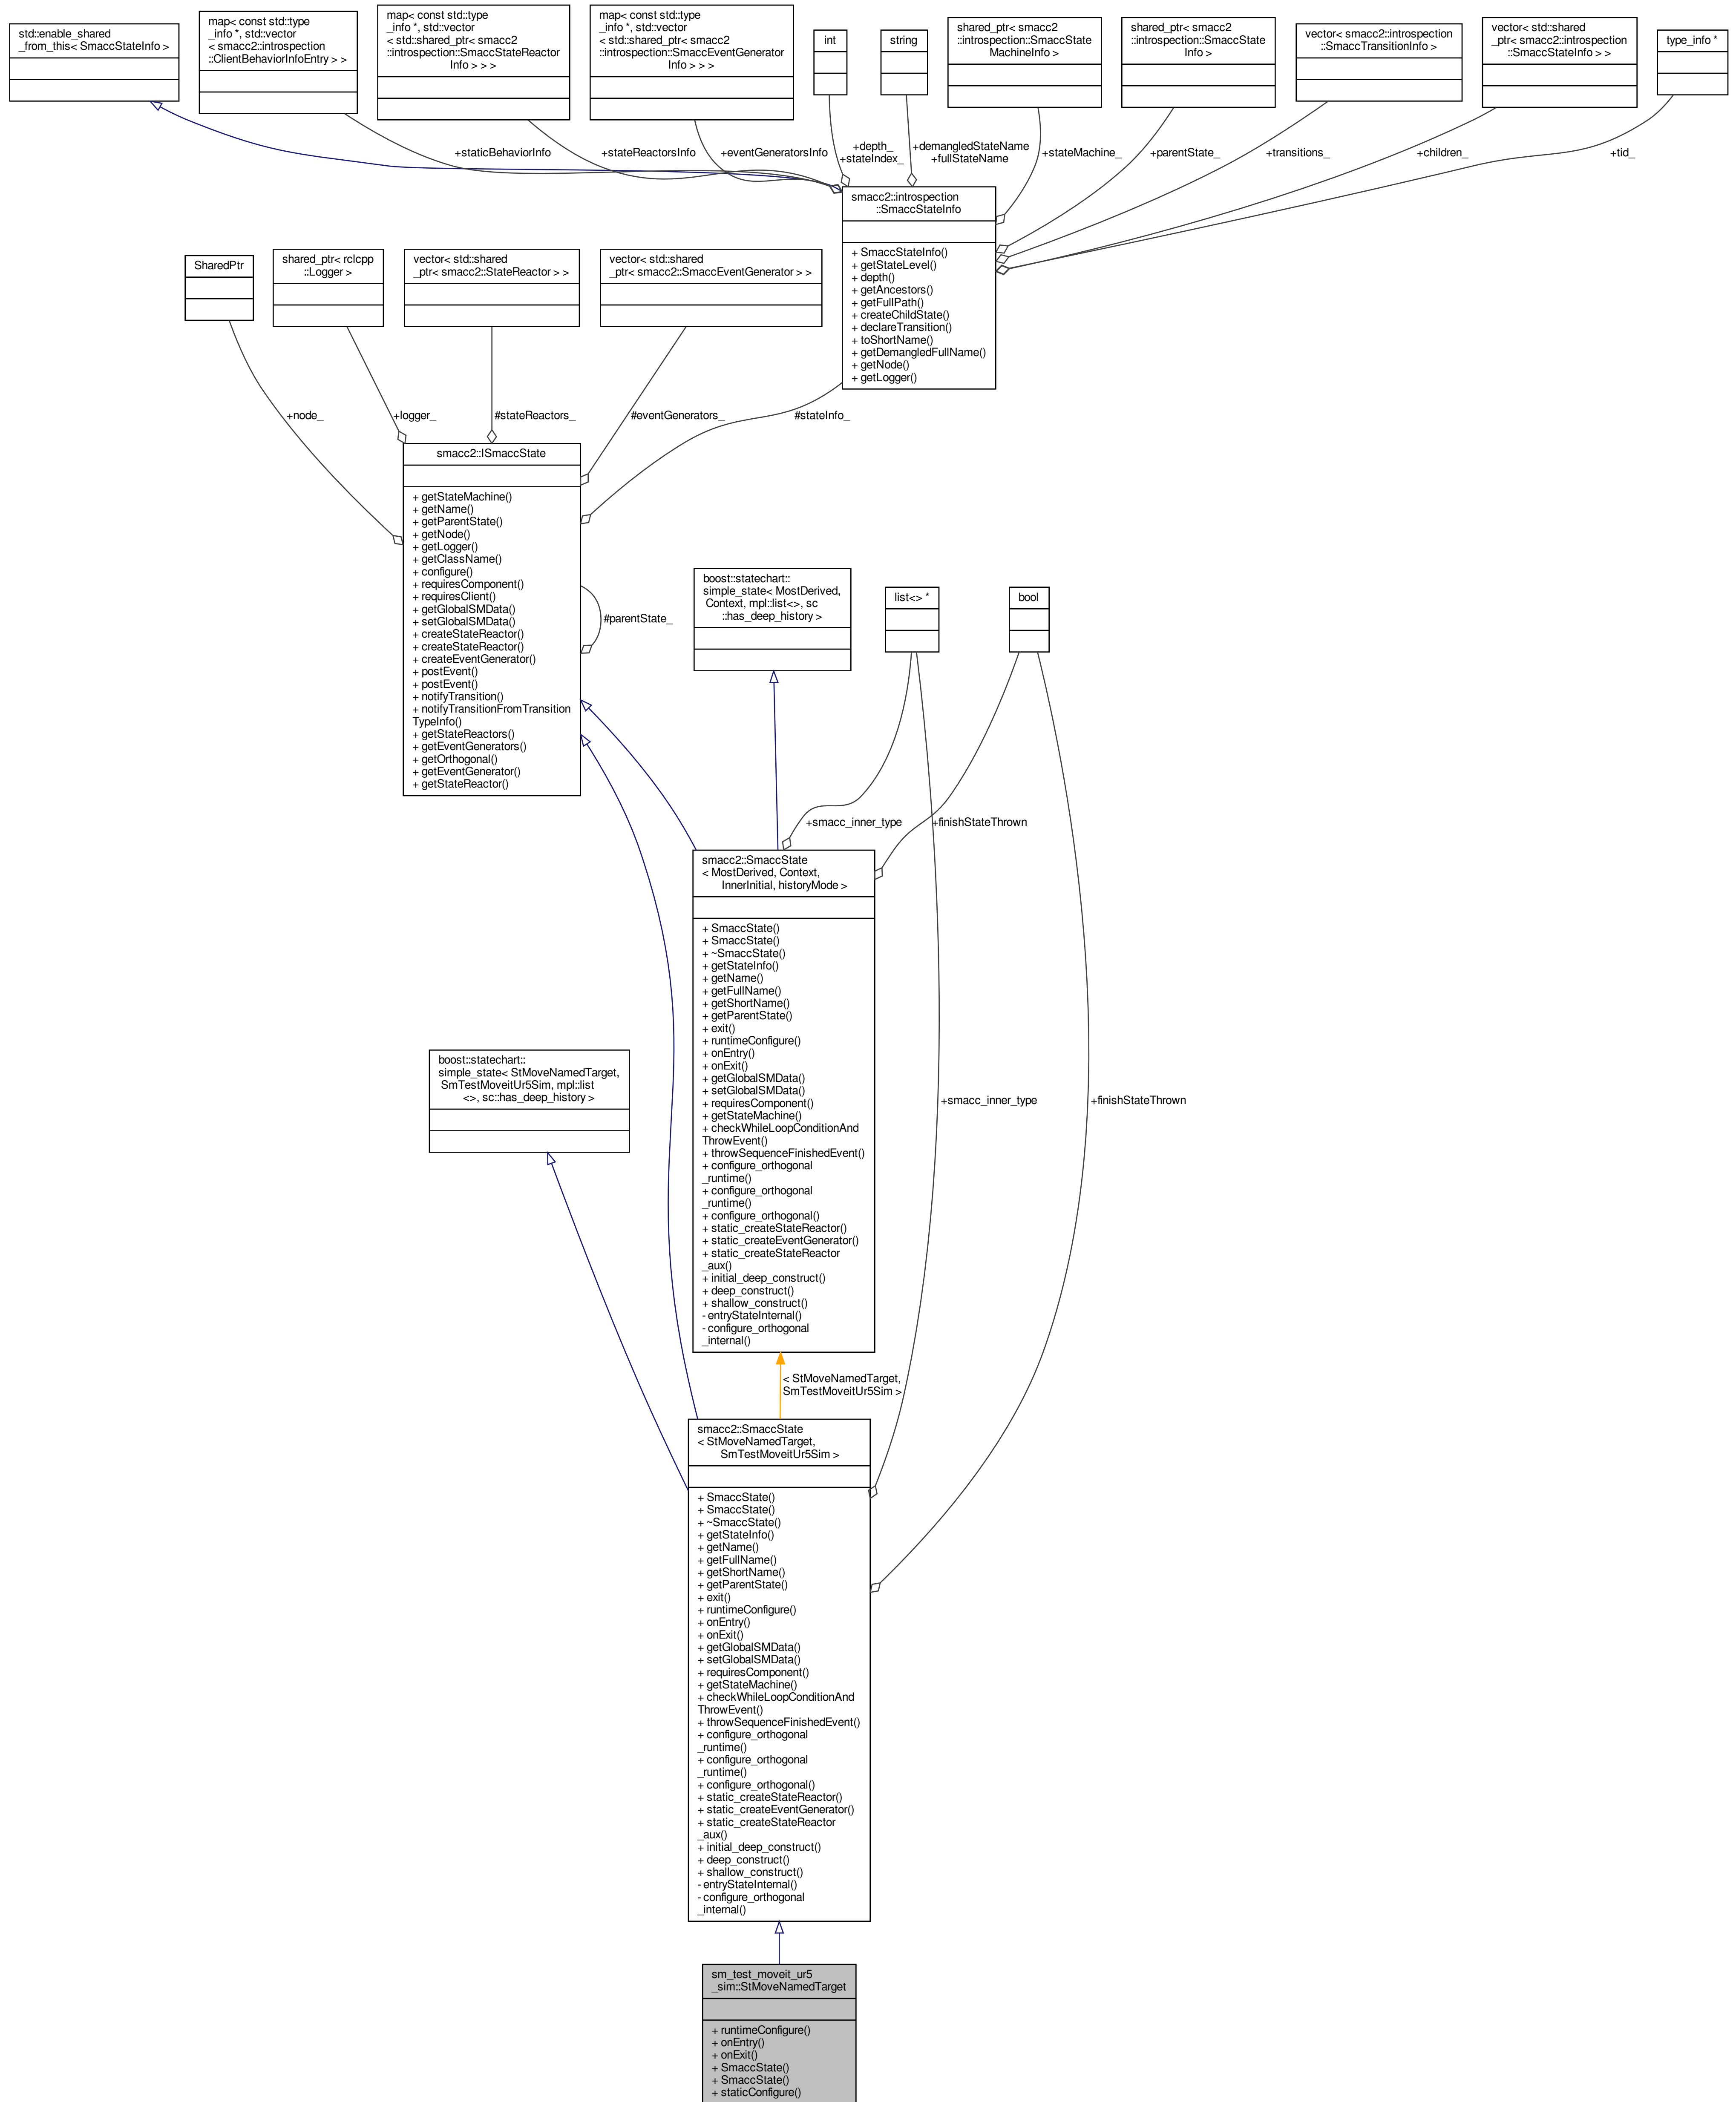 std::enable_shared
_from_this< SmaccStateInfo >
map< const std::type
_info *, std::vector
< smacc2::introspection
::ClientBehaviorInfoEntry > >
map< const std::type
_info *, std::vector
< std::shared_ptr< smacc2
::introspection::SmaccStateReactor
Info > > >
map< const std::type
_info *, std::vector
< std::shared_ptr< smacc2
::introspection::SmaccEventGenerator
Info > > >
int
string
shared_ptr< smacc2
::introspection::SmaccState
MachineInfo >
shared_ptr< smacc2
::introspection::SmaccState
Info >
vector< smacc2::introspection
::SmaccTransitionInfo >
vector< std::shared
_ptr< smacc2::introspection
::SmaccStateInfo > >
type_info *
+staticBehaviorInfo
+stateReactorsInfo
+eventGeneratorsInfo
+depth_
+stateIndex_
+demangledStateName
+fullStateName
+stateMachine_
+parentState_
+transitions_
+children_
+tid_
smacc2::introspection
::SmaccStateInfo
+ SmaccStateInfo()
+ getStateLevel()
+ depth()
+ getAncestors()
+ getFullPath()
+ createChildState()
+ declareTransition()
+ toShortName()
+ getDemangledFullName()
+ getNode()
+ getLogger()
SharedPtr
shared_ptr< rclcpp
::Logger >
vector< std::shared
_ptr< smacc2::StateReactor > >
vector< std::shared
_ptr< smacc2::SmaccEventGenerator > >
+node_
+logger_
#stateReactors_
#eventGenerators_
#stateInfo_
smacc2::ISmaccState
+ getStateMachine()
+ getName()
+ getParentState()
+ getNode()
+ getLogger()
+ getClassName()
+ configure()
+ requiresComponent()
+ requiresClient()
+ getGlobalSMData()
+ setGlobalSMData()
+ createStateReactor()
+ createStateReactor()
+ createEventGenerator()
+ postEvent()
+ postEvent()
+ notifyTransition()
+ notifyTransitionFromTransition
TypeInfo()
+ getStateReactors()
+ getEventGenerators()
+ getOrthogonal()
+ getEventGenerator()
+ getStateReactor()
#parentState_
boost::statechart::
simple_state< MostDerived,
Context, mpl::list<>, sc
::has_deep_history >
list<> *
bool
+smacc_inner_type
+finishStateThrown
smacc2::SmaccState
< MostDerived, Context,
InnerInitial, historyMode >
+ SmaccState()
+ SmaccState()
+ ~SmaccState()
+ getStateInfo()
+ getName()
+ getFullName()
+ getShortName()
+ getParentState()
+ exit()
+ runtimeConfigure()
+ onEntry()
+ onExit()
+ getGlobalSMData()
+ setGlobalSMData()
+ requiresComponent()
+ getStateMachine()
+ checkWhileLoopConditionAnd
ThrowEvent()
+ throwSequenceFinishedEvent()
+ configure_orthogonal
_runtime()
+ configure_orthogonal
_runtime()
+ configure_orthogonal()
+ static_createStateReactor()
+ static_createEventGenerator()
+ static_createStateReactor
_aux()
+ initial_deep_construct()
+ deep_construct()
+ shallow_construct()
- entryStateInternal()
- configure_orthogonal
_internal()
boost::statechart::
simple_state< StMoveNamedTarget,
SmTestMoveitUr5Sim, mpl::list
<>, sc::has_deep_history >
+smacc_inner_type
+finishStateThrown
< StMoveNamedTarget,
SmTestMoveitUr5Sim >
smacc2::SmaccState
< StMoveNamedTarget,
SmTestMoveitUr5Sim >
+ SmaccState()
+ SmaccState()
+ ~SmaccState()
+ getStateInfo()
+ getName()
+ getFullName()
+ getShortName()
+ getParentState()
+ exit()
+ runtimeConfigure()
+ onEntry()
+ onExit()
+ getGlobalSMData()
+ setGlobalSMData()
+ requiresComponent()
+ getStateMachine()
+ checkWhileLoopConditionAnd
ThrowEvent()
+ throwSequenceFinishedEvent()
+ configure_orthogonal
_runtime()
+ configure_orthogonal
_runtime()
+ configure_orthogonal()
+ static_createStateReactor()
+ static_createEventGenerator()
+ static_createStateReactor
_aux()
+ initial_deep_construct()
+ deep_construct()
+ shallow_construct()
- entryStateInternal()
- configure_orthogonal
_internal()
sm_test_moveit_ur5
_sim::StMoveNamedTarget
+ runtimeConfigure()
+ onEntry()
+ onExit()
+ SmaccState()
+ SmaccState()
+ staticConfigure()